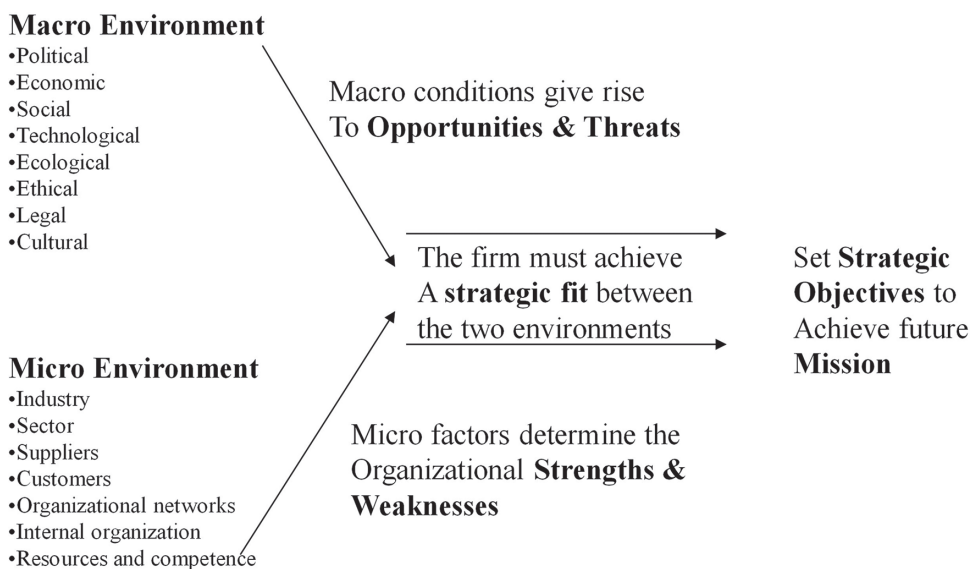 Macro Environment
•Political
•Economic
•Social
•Technological
•Ecological
•Ethical
•Legal
•Cultural
Macro conditions give rise
To Opportunities & Threats
The firm must achieve
A strategic fit between
the two environments
Set Strategic
Objectives to
Achieve future
Mission
Micro Environment
•Industry
•Sector
•Suppliers
•Customers
•Organizational networks
•Internal organization
•Resources and competence
Micro factors determine the
Organizational Strengths &
Weaknesses